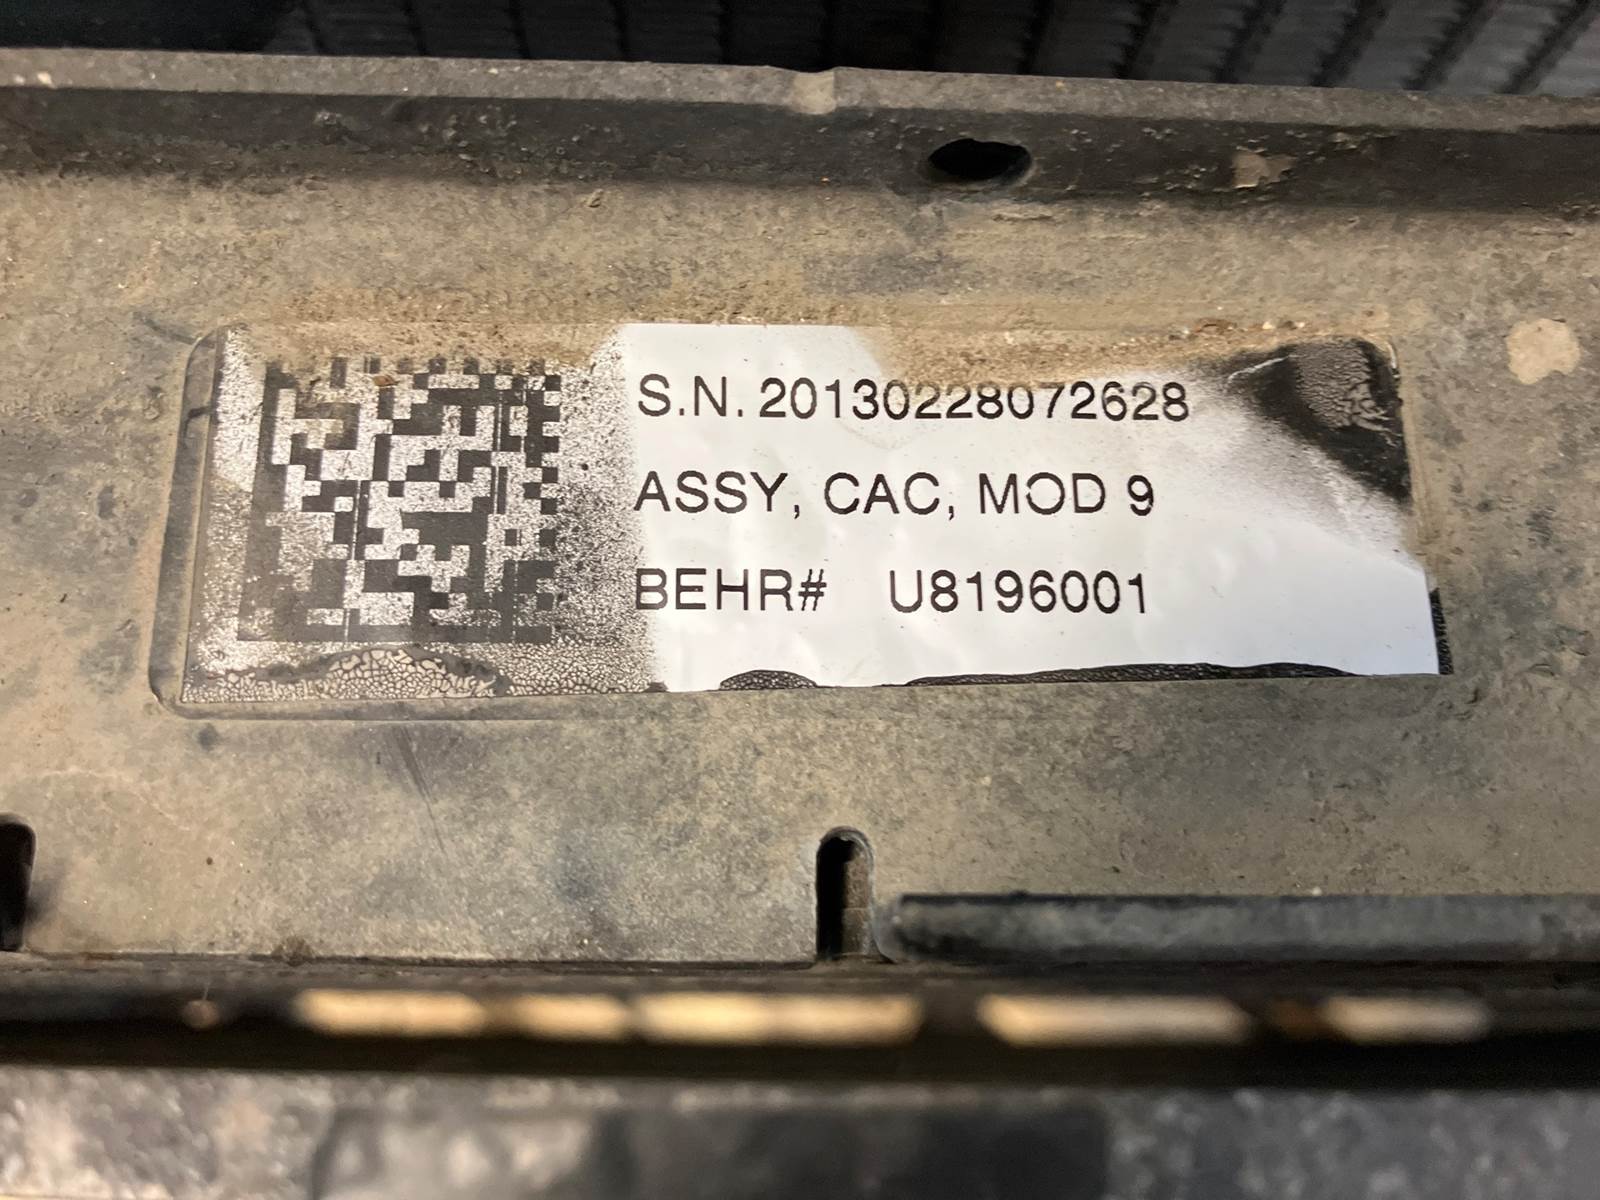 S.N. 20130228072628
ASSY, CAC, MOD 9
BEHR# U8196001